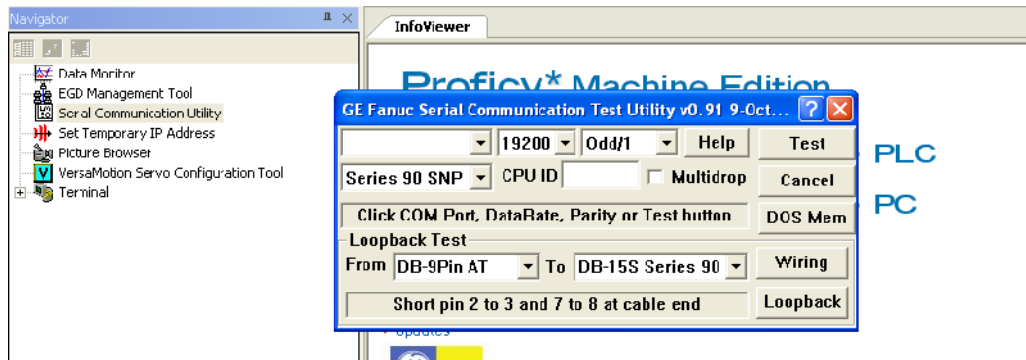 Navigator
InfoViewer
Data Monitor
EGD Management Tool
Serial Communication Utility
Set Temporary IP Address
Picture Browser
VersaMotion Servo Configuration Tool
Terminal
Proficy* Machine Edition
GE Fanuc Serial Communication Test Utility v0.91 9-Oct...
19200 Odd/1 Help Test
Series 90 SNP CPU ID Multidrop Cancel
Click COM Port, DataRate, Parity or Test button DOS Mem
Loopback Test
From DB-9Pin AT To DB-15S Series 90 Wiring
Short pin 2 to 3 and 7 to 8 at cable end Loopback
PLC
PC
Updates